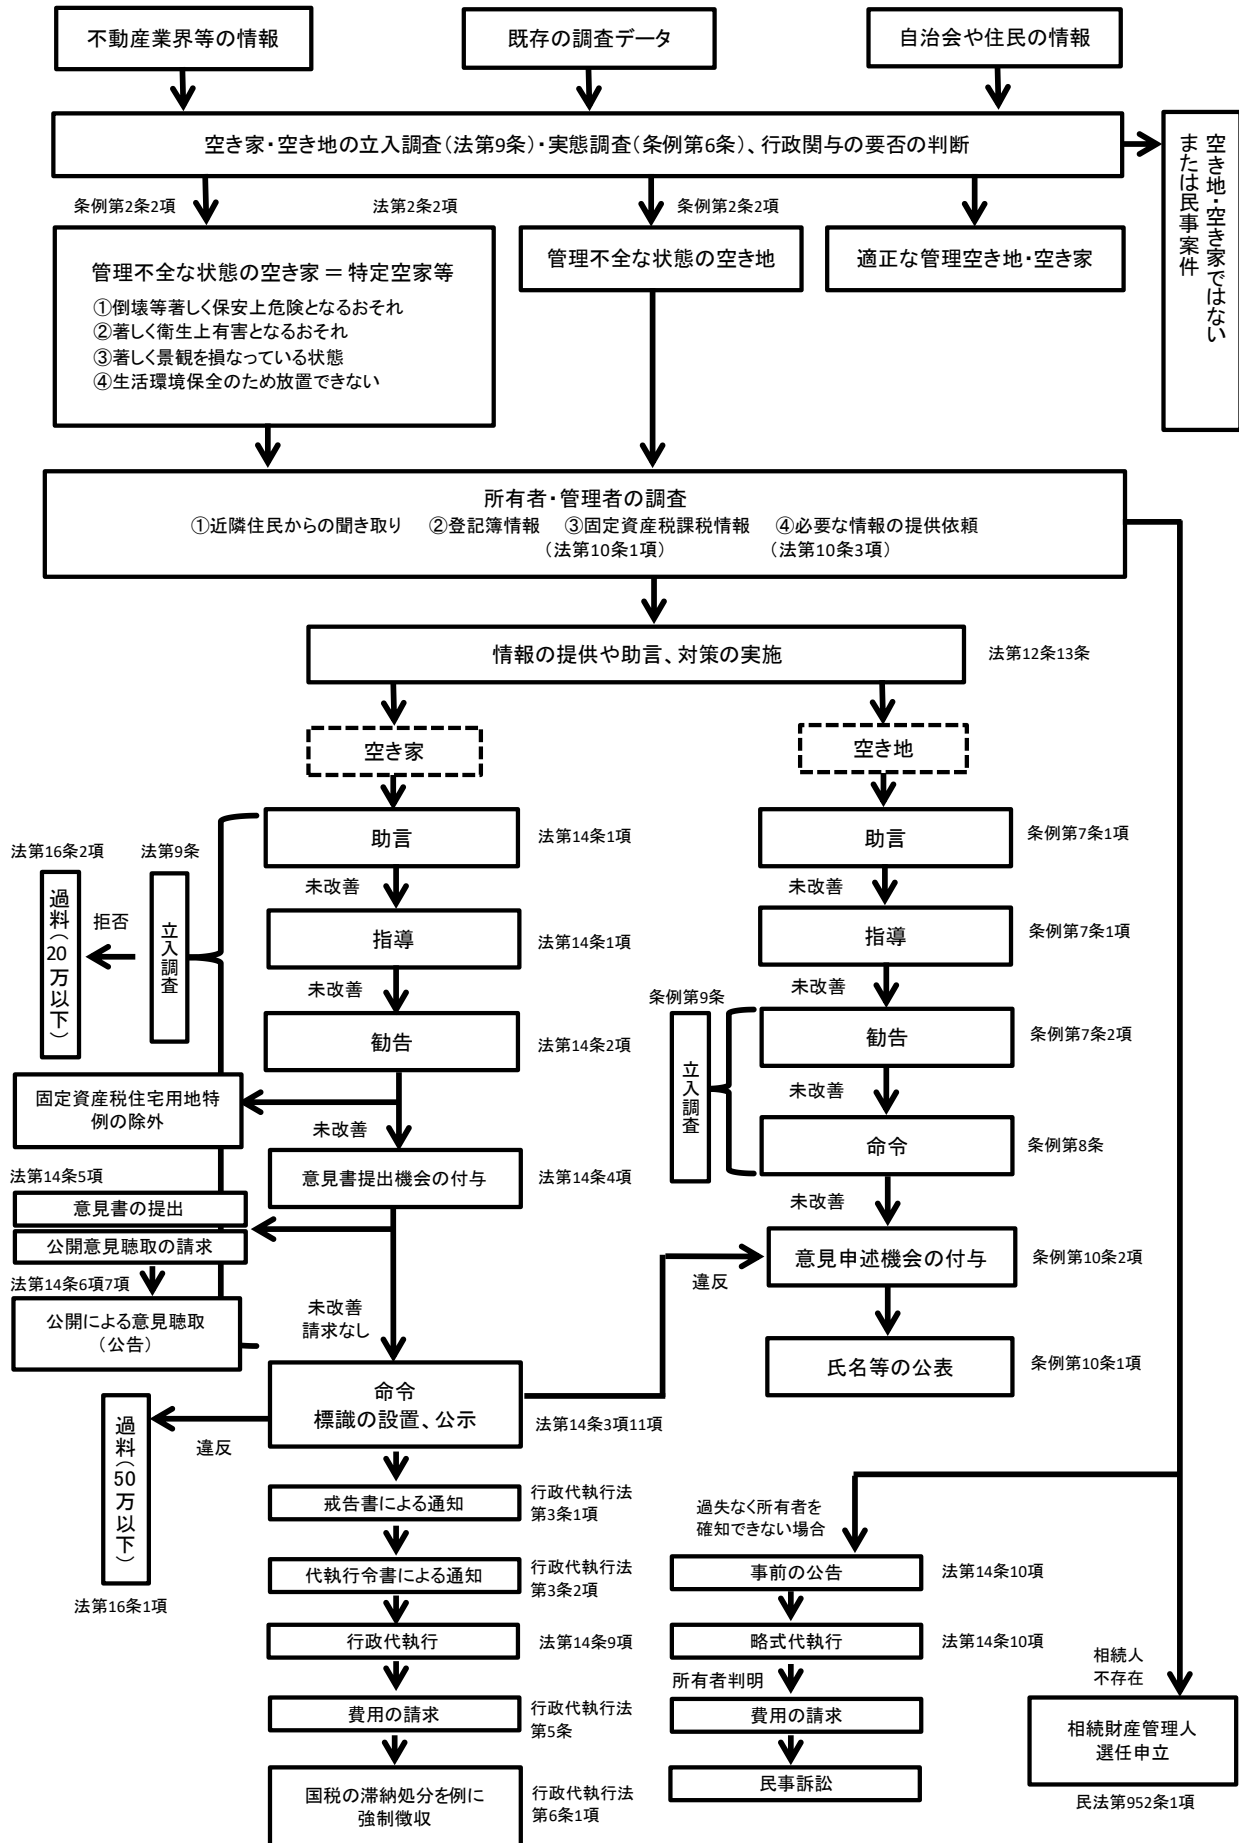 不動産業界等の情報
既存の調査データ
自治会や住民の情報
空き家・空き地の立入調査(法第9条)・実態調査(条例第6条)、行政関与の要否の判断
空き地・空き家ではない
または民事案件
条例第2条2項
法第2条2項
条例第2条2項
管理不全な状態の空き家＝特定空家等
①倒壊等著しく保安上危険となるおそれ
②著しく衛生上有害となるおそれ
③著しく景観を損なっている状態
④生活環境保全のため放置できない
管理不全な状態の空き地
適正な管理空き地・空き家
所有者・管理者の調査
①近隣住民からの聞き取り ②登記簿情報 ③固定資産税課税情報 ④必要な情報の提供依頼
(法第10条1項) (法第10条3項)
情報の提供や助言、対策の実施
法第12条13条
空き家
空き地
助言
法第14条1項
助言
条例第7条1項
法第16条2項
法第9条
過料(20万以下)
拒否
立入調査
未改善
未改善
指導
法第14条1項
指導
条例第7条1項
未改善
未改善
条例第9条
立入調査
勧告
法第14条2項
勧告
条例第7条2項
固定資産税住宅用地特
例の除外
未改善
未改善
意見書提出機会の付与
法第14条4項
命令
条例第8条
法第14条5項
意見書の提出
公開意見聴取の請求
法第14条6項7項
公開による意見聴取
(公告)
未改善
意見申述機会の付与
条例第10条2項
違反
未改善
請求なし
氏名等の公表
条例第10条1項
命令
標識の設置、公示
法第14条3項11項
違反
過料(50万以下)
法第16条1項
戒告書による通知
行政代執行法
第3条1項
過失なく所有者を
確知できない場合
代執行令書による通知
行政代執行法
第3条2項
事前の公告
法第14条10項
行政代執行
法第14条9項
略式代執行
法第14条10項
所有者判明
相続人
不存在
費用の請求
行政代執行法
第5条
費用の請求
相続財産管理人
選任申立
民法第952条1項
国税の滞納処分を例に
強制徴収
行政代執行法
第6条1項
民事訴訟